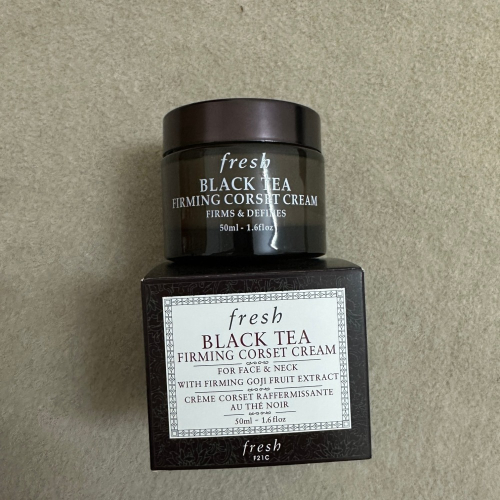 fresh
BLACK TEA
FIRMING CORSET CREAM
FIRMS & DEFINES
50ml - 1.6floz
fresh
BLACK TEA
FIRMING CORSET CREAM
FOR FACE & NECK
WITH FIRMING GOJI FRUIT EXTRACT
CRÈME CORSET RAFFERMISSANTE
AU THÉ NOIR
50ml - 1.6floz
fresh
F21C